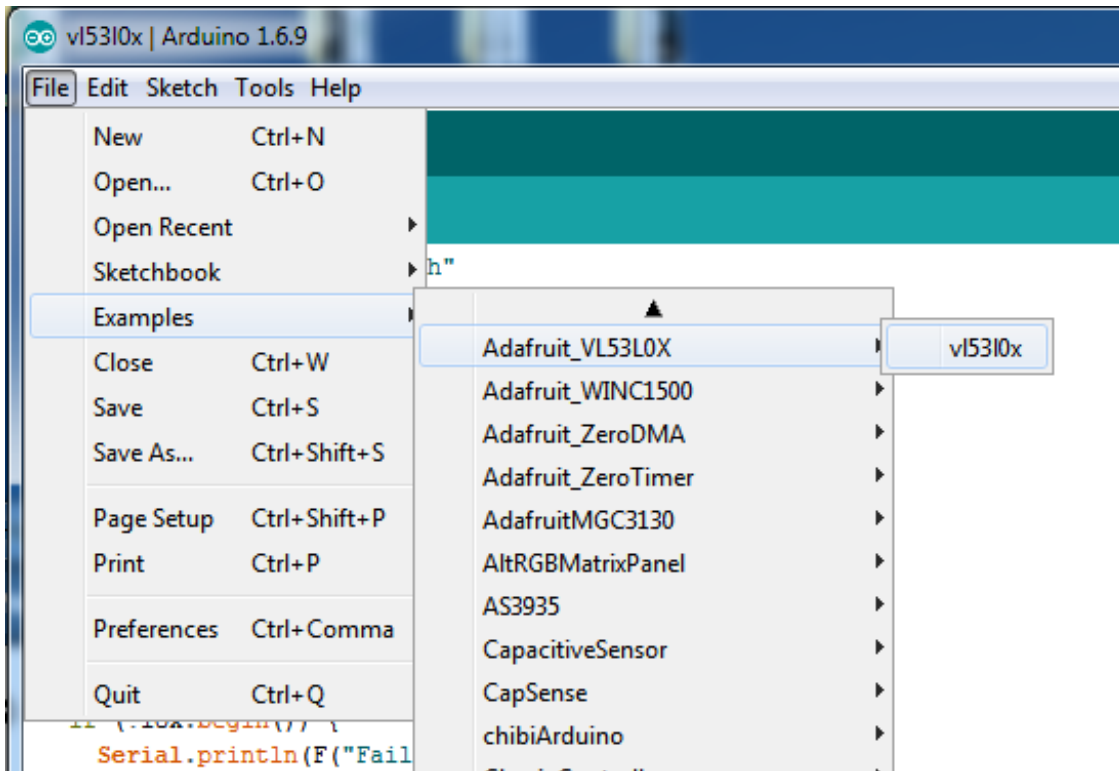 vl53l0x | Arduino 1.6.9
File Edit Sketch Tools Help
New Ctrl+N
Open... Ctrl+O
Open Recent
Sketchbook
h"
Examples
Close Ctrl+W
Save Ctrl+S
Save As... Ctrl+Shift+S
Page Setup Ctrl+Shift+P
Print Ctrl+P
Preferences Ctrl+Comma
Quit Ctrl+Q
Adafruit_VL53L0X
Adafruit_WINC1500
Adafruit_ZeroDMA
Adafruit_ZeroTimer
AdafruitMGC3130
AltRGBMatrixPanel
AS3935
CapacitiveSensor
CapSense
chibiArduino
vl53l0x
Serial.println(F("Fail